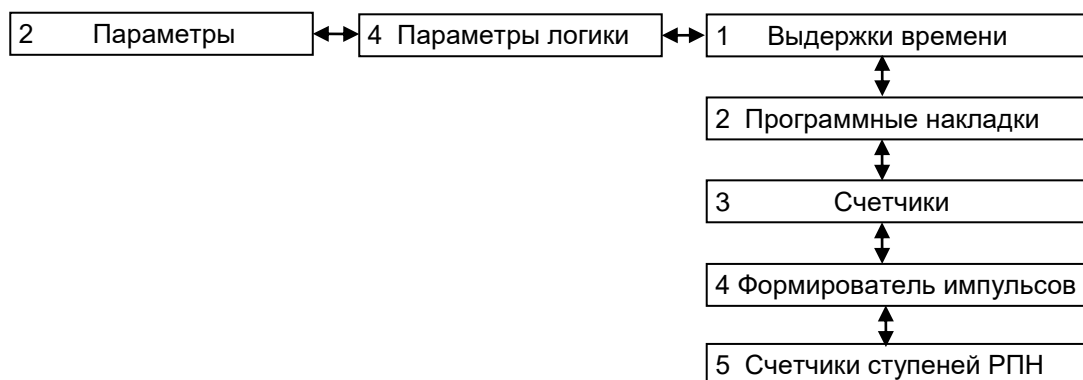 2 Параметры
4 Параметры логики
1 Выдержки времени
2 Программные накладки
3 Счетчики
4 Формирователь импульсов
5 Счетчики ступеней РПН